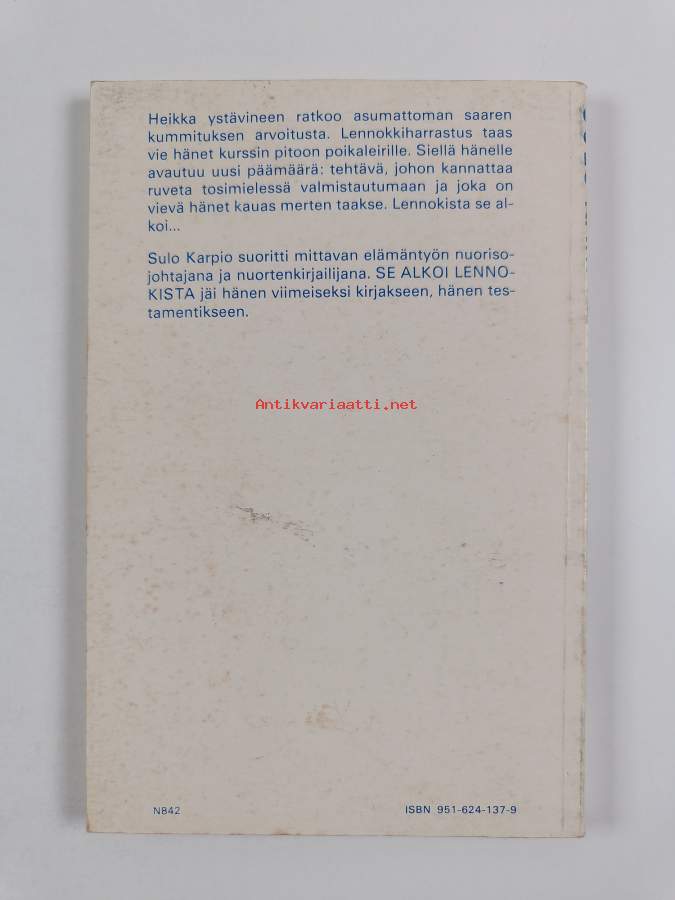 Heikka ystävineen ratkoo asumattoman saaren
kummituksen arvoitusta. Lennokkiharrastus taas
vie hänet kurssin pitoon poikaleirille. Siellä hänelle
avautuu uusi päämäärä: tehtävä, johon kannattaa
ruveta tosimielessä valmistautumaan ja joka on
vievä hänet kauas merten taakse. Lennokista se al-
koi...
Sulo Karpio suoritti mittavan elämäntyön nuoriso-
johtajana ja nuortenkirjailijana. SE ALKOI LENNO-
KISTA jäi hänen viimeiseksi kirjakseen, hänen tes-
tamentikseen.
Antikvariaatti.net
N842
ISBN 951-624-137-9